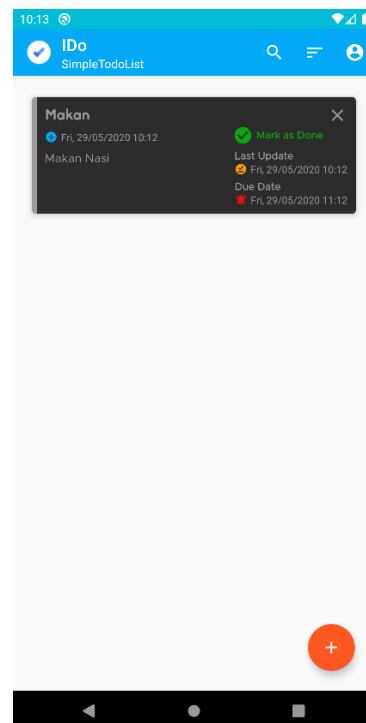 10:13
IDo
SimpleTodoList
Makan
Fri, 29/05/2020 10:12
Mark as Done
Makan Nasi
Last Update
Fri, 29/05/2020 10:12
Due Date
Fri, 29/05/2020 11:12